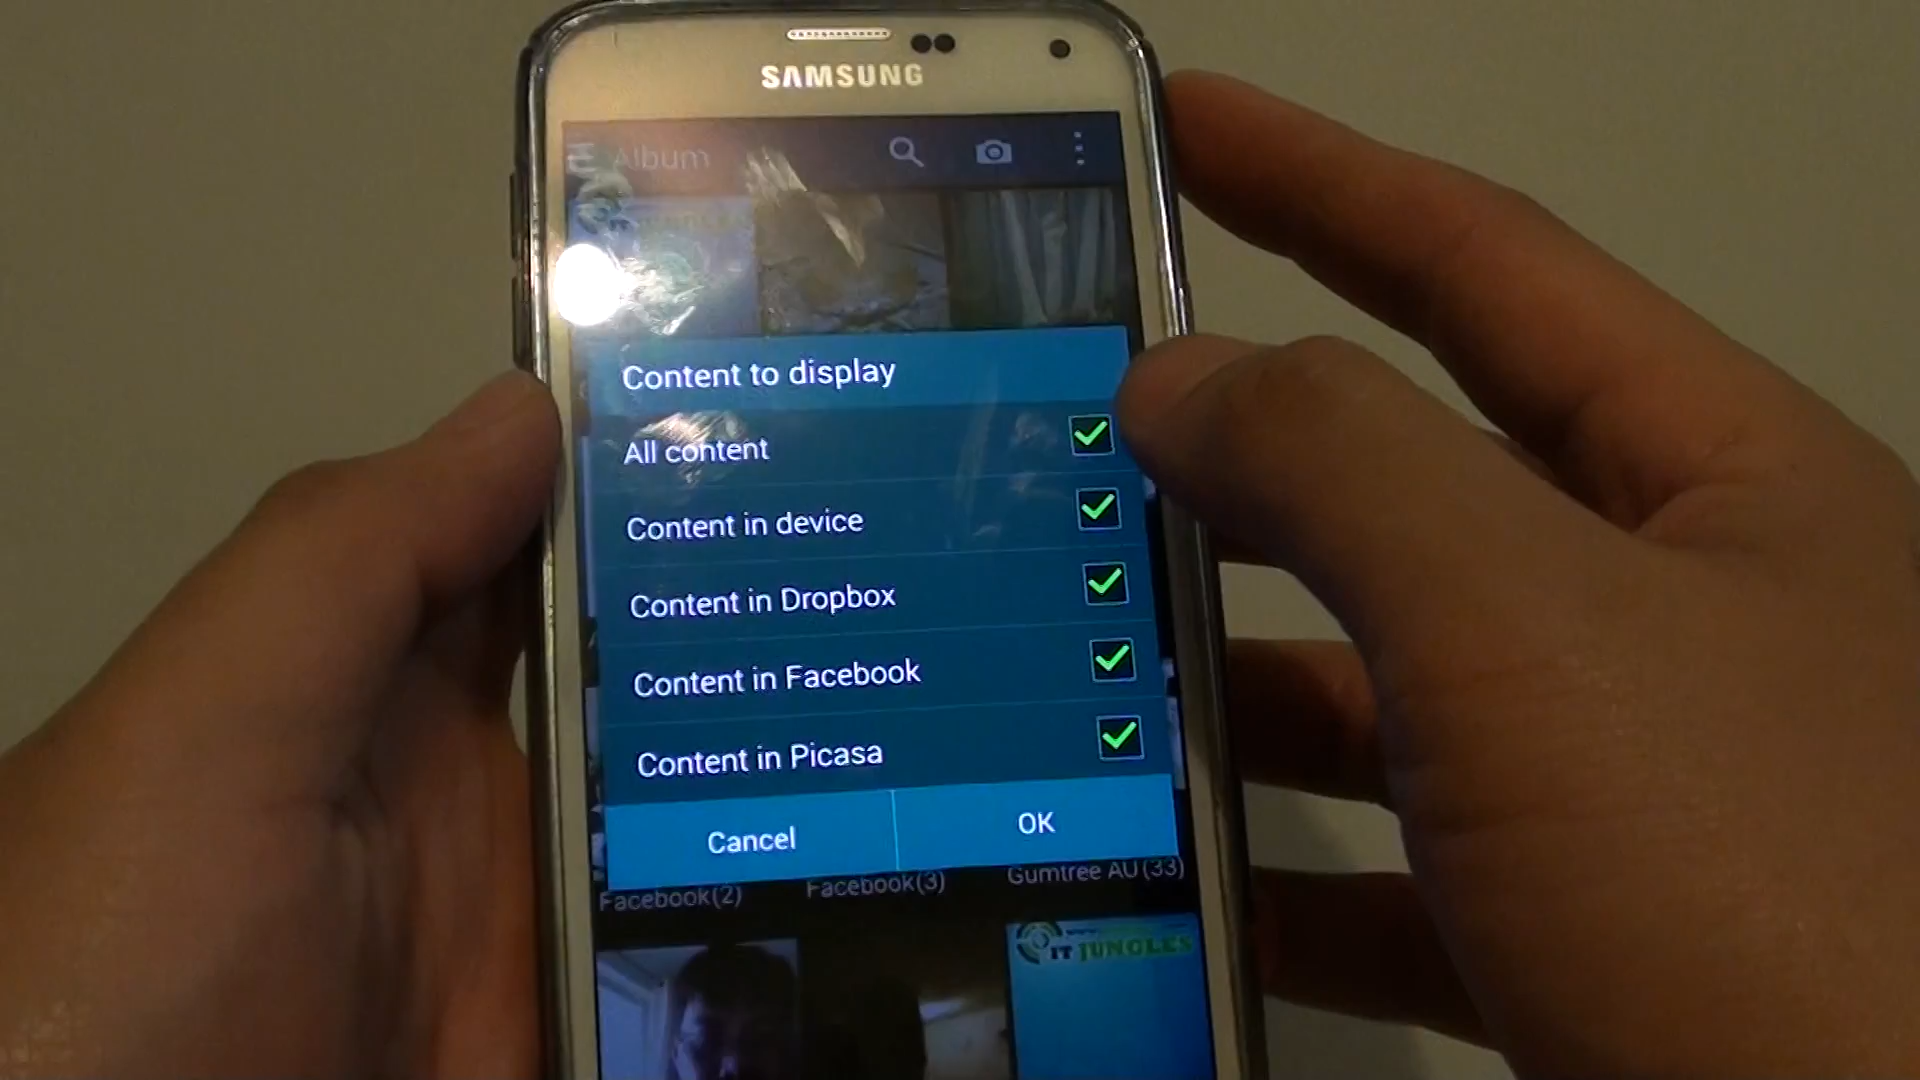 SAMSUNG
Album
Content to display
All content
Content in device
Content in Dropbox
Content in Facebook
Content in Picasa
Cancel
OK
Facebook(2)
Facebook(3)
Gumtree AU(33)
IT JUNGLES